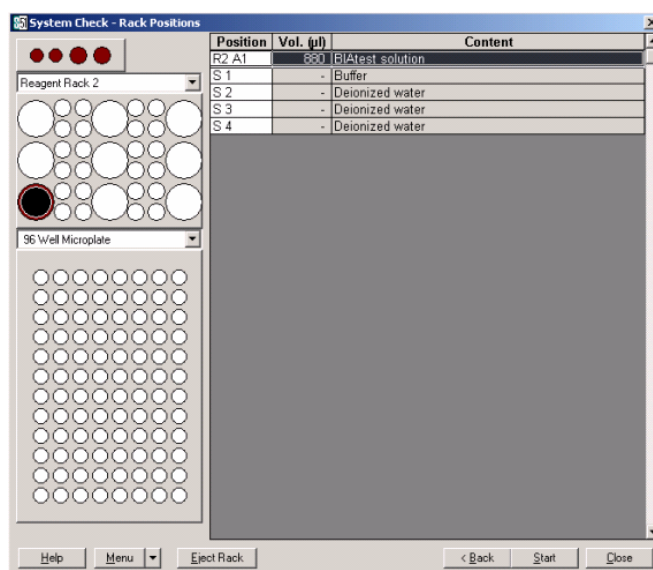 System Check - Rack Positions
Reagent Rack 2
96 Well Microplate
Position Vol. (µl) Content
R2 A1 880 BIAtest solution
S 1 - Buffer
S 2 - Deionized water
S 3 - Deionized water
S 4 - Deionized water
Help Menu Eject Rack < Back Start Close